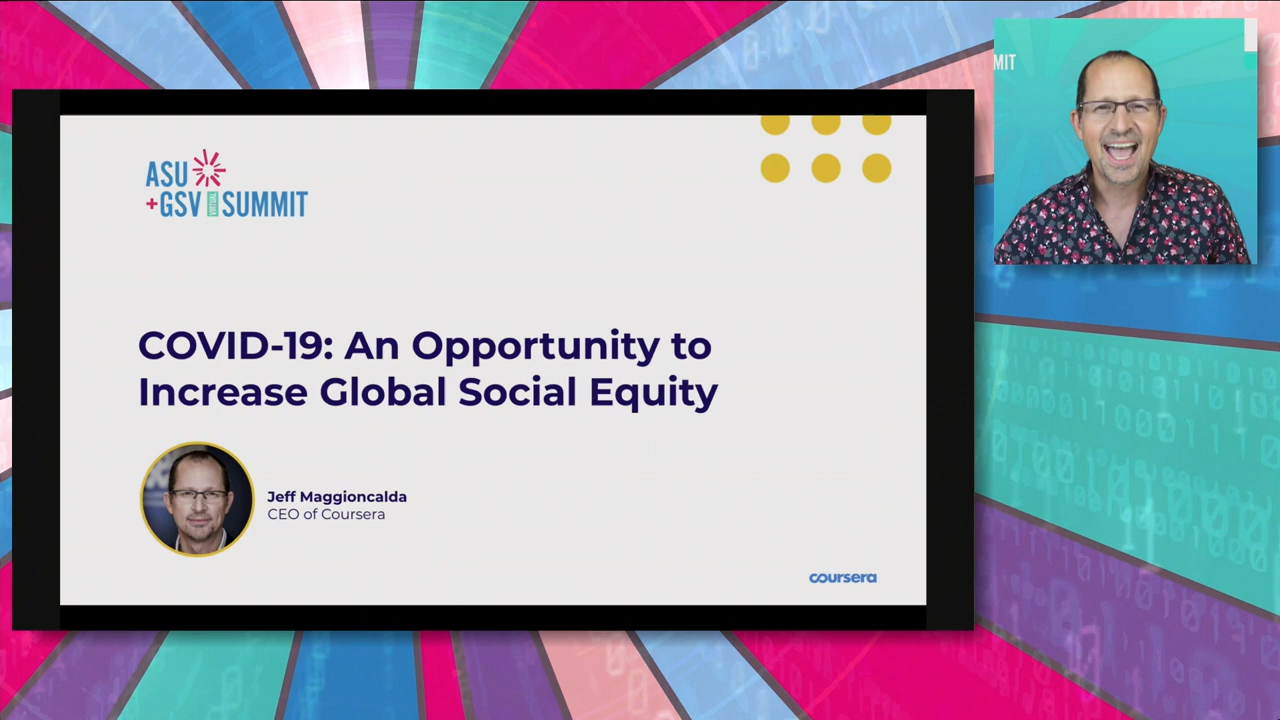 MIT
ASU
+GSV VIRTUAL SUMMIT
COVID-19: An Opportunity to
Increase Global Social Equity
Jeff Maggioncalda
CEO of Coursera
coursera